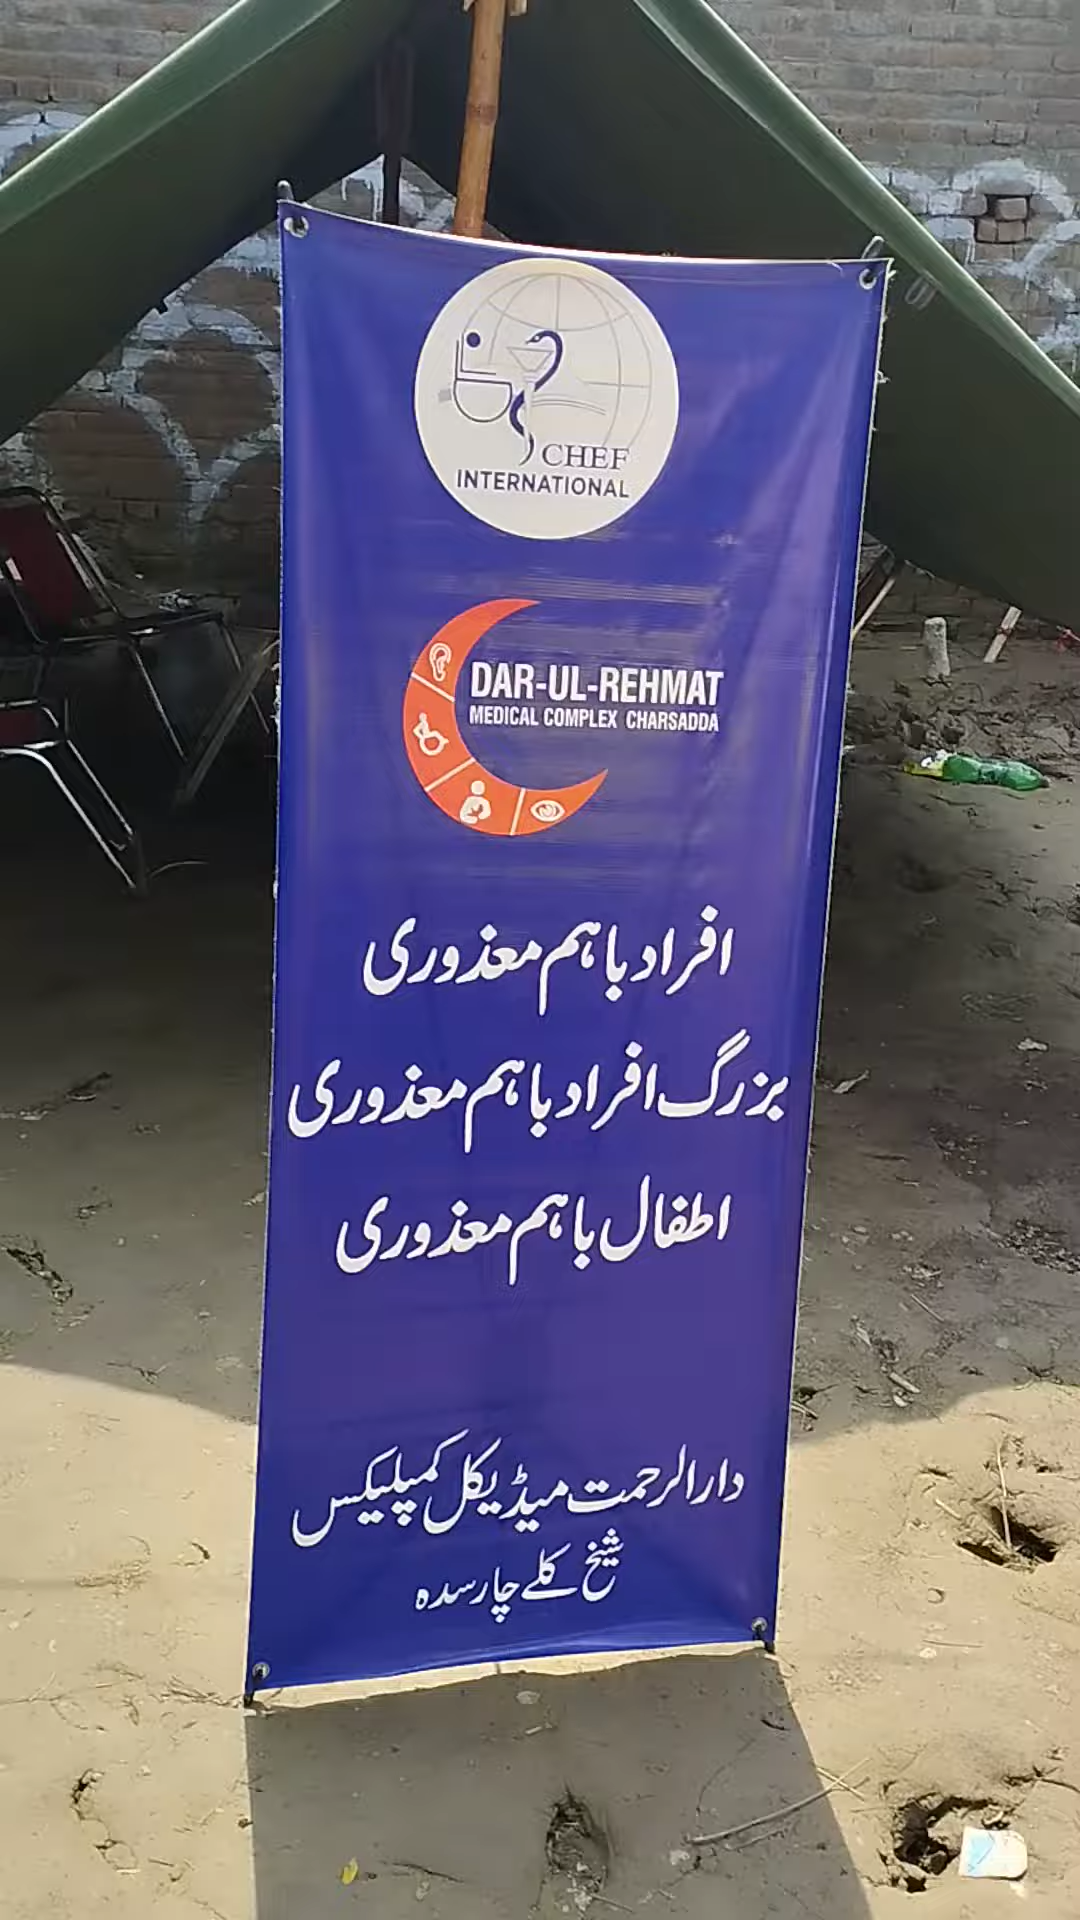 CHEF
INTERNATIONAL
DAR-UL-REHMAT
MEDICAL COMPLEX CHARSADDA
افراد باہم معذوری
بزرگ افراد باہم معذوری
اطفال باہم معذوری
دارالرحمت میڈیکل کمپلیکس
شیخ کلے چارسدہ